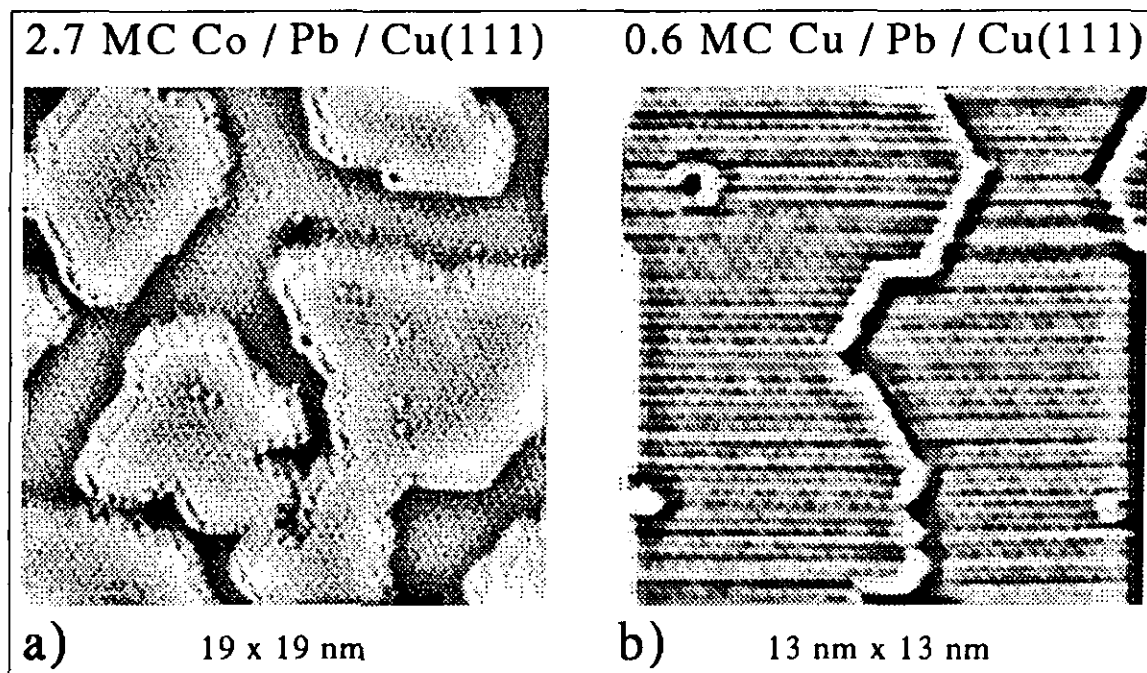 2.7 MC Co / Pb / Cu(111)
0.6 MC Cu / Pb / Cu(111)
a)
19 x 19 nm
b)
13 nm x 13 nm